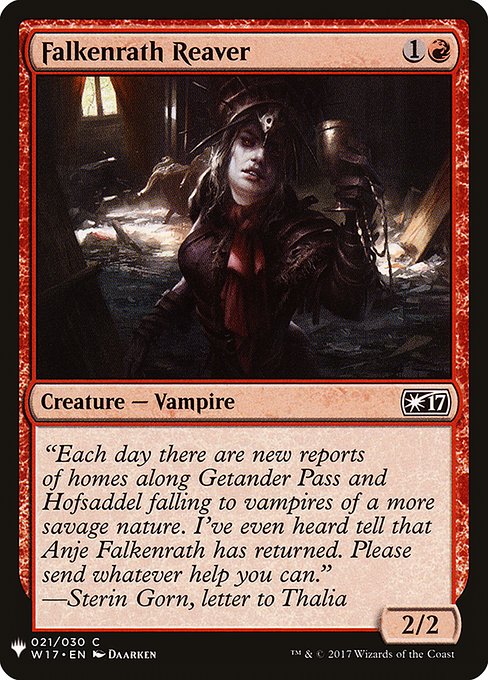 Falkenrath Reaver 1
Creature — Vampire
17
“Each day there are new reports
of homes along Getander Pass and
Hofsaddel falling to vampires of a more
savage nature. I’ve even heard tell that
Anje Falkenrath has returned. Please
send whatever help you can.”
—Sterin Gorn, letter to Thalia
2/2
021/030 C
W17 • EN Daarken
™ & © 2017 Wizards of the Coast